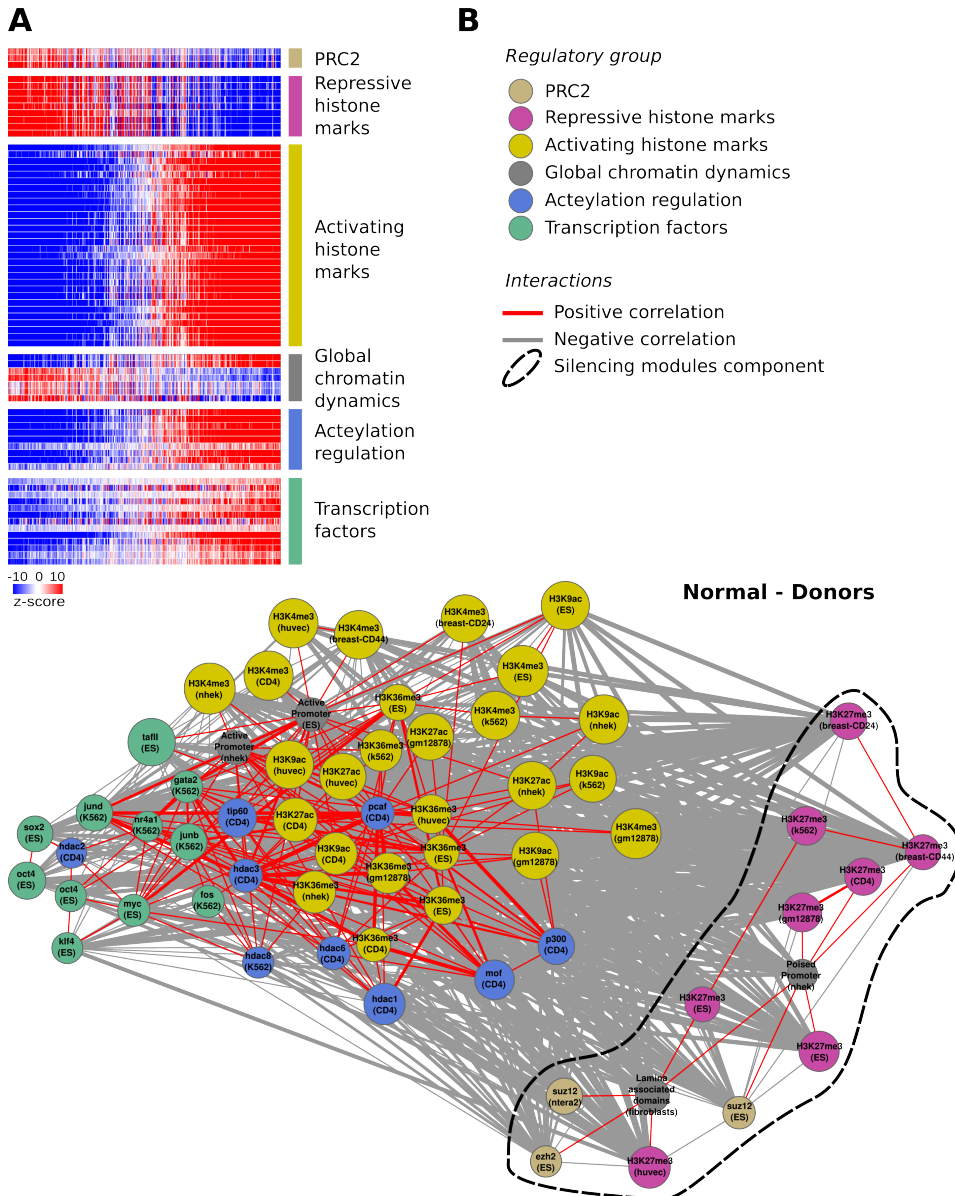 A
PRC2
Repressive
histone
marks
Activating
histone
marks
Global
chromatin
dynamics
Acteylation
regulation
Transcription
factors
-10 0 10
z-score
B
Regulatory group
PRC2
Repressive histone marks
Activating histone marks
Global chromatin dynamics
Acteylation regulation
Transcription factors
Interactions
Positive correlation
Negative correlation
Silencing modules component
Normal - Donors
H3K9ac
(ES)
H3K4me3
(huvec)
H3K4me3
(breast-CD44)
H3K4me3
(breast-CD24)
H3K4me3
(CD4)
H3K4me3
(ES)
H3K4me3
(nhek)
H3K36me3
(ES)
Active
Promoter
(ES)
H3K4me3
(k562)
H3K9ac
(nhek)
H3K27me3
(breast-CD24)
tafII
(ES)
Active
Promoter
(nhek)
H3K36me3
(k562)
H3K27ac
(gm12878)
H3K9ac
(huvec)
H3K27ac
(huvec)
H3K27ac
(nhek)
H3K9ac
(k562)
gata2
(K562)
jund
(K562)
nr4a1
(K562)
tip60
(CD4)
pcaf
(CD4)
H3K36me3
(huvec)
H3K27ac
(CD4)
sox2
(ES)
junb
(K562)
H3K4me3
(gm12878)
H3K27me3
(k562)
hdac2
(CD4)
H3K9ac
(CD4)
H3K36me3
(ES)
H3K9ac
(gm12878)
H3K27me3
(breast-CD44)
oct4
(ES)
hdac3
(CD4)
H3K36me3
(gm12878)
H3K27me3
(CD4)
oct4
(ES)
fos
(K562)
H3K36me3
(nhek)
H3K36me3
(ES)
myc
(ES)
H3K27me3
(gm12878)
klf4
(ES)
hdac8
(K562)
hdac6
(CD4)
H3K36me3
(CD4)
p300
(CD4)
mof
(CD4)
Poised
Promoter
(nhek)
hdac1
(CD4)
H3K27me3
(ES)
H3K27me3
(ES)
suz12
(ntera2)
Lamina
associated
domains
(fibroblasts)
suz12
(ES)
ezh2
(ES)
H3K27me3
(huvec)